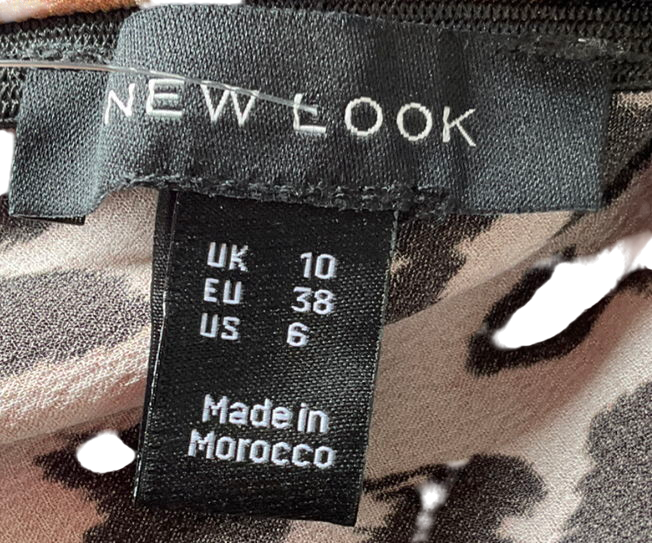 NEW LOOK
UK 10
EU 38
US 6
Made in
Morocco